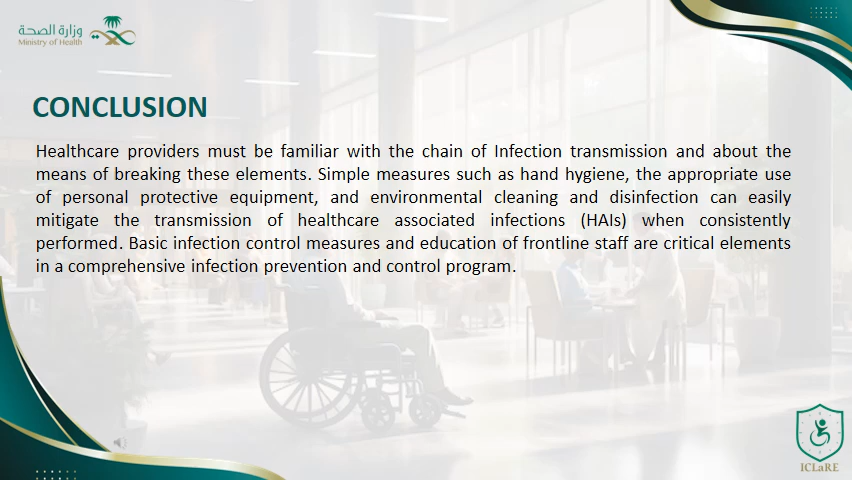 وزارة الصحة
Ministry of Health
CONCLUSION
Healthcare providers must be familiar with the chain of Infection transmission and about the
means of breaking these elements. Simple measures such as hand hygiene, the appropriate use
of personal protective equipment, and environmental cleaning and disinfection can easily
mitigate the transmission of healthcare associated infections (HAIs) when consistently
performed. Basic infection control measures and education of frontline staff are critical elements
in a comprehensive infection prevention and control program.
ICLaRE